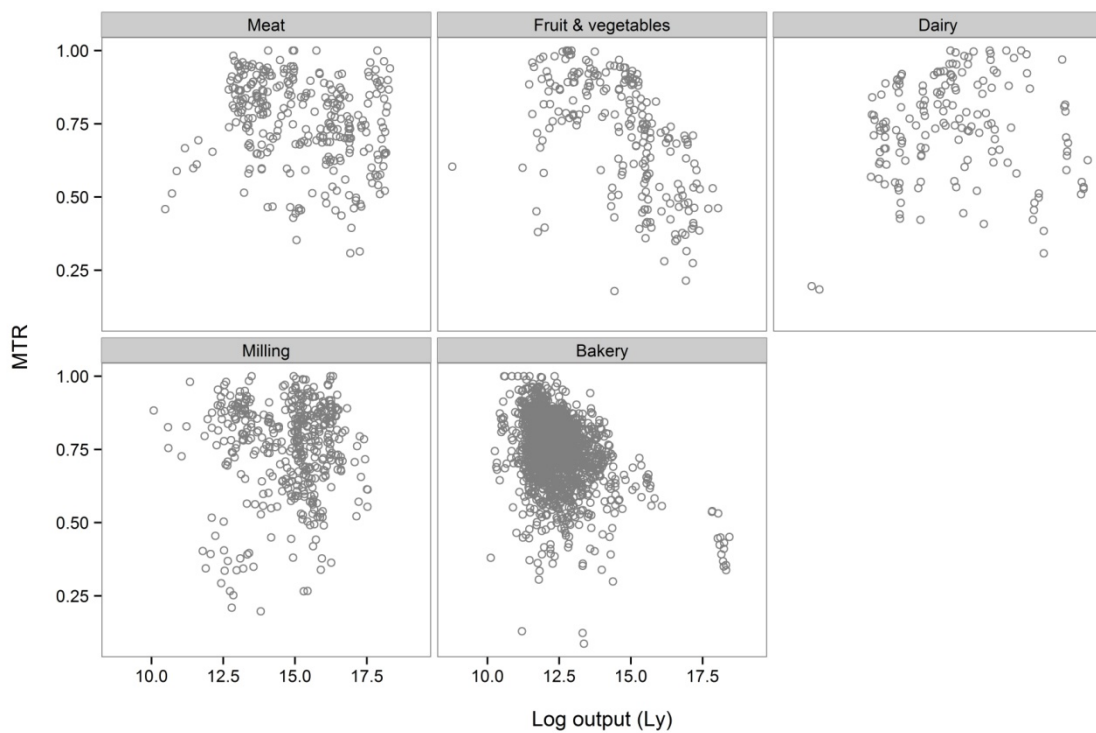 Meat
Fruit & vegetables
Dairy
1.00
0.75
0.50
0.25
MTR
Milling
Bakery
1.00
0.75
0.50
0.25
10.0 12.5 15.0 17.5
10.0 12.5 15.0 17.5
Log output (Ly)